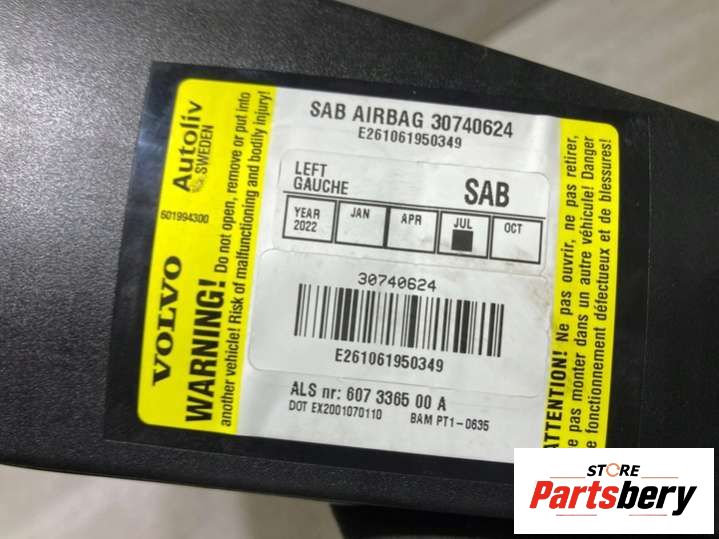 Autoliv
SWEDEN
601994300
VOLVO
WARNING! Do not open, remove or put into
another vehicle! Risk of malfunctioning and bodily injury!
SAB AIRBAG 30740624
E261061950349
LEFT
GAUCHE
SAB
YEAR
2022
JAN
APR
JUL
OCT
30740624
E261061950349
ALS nr: 607 3365 00 A
DOT EX2001070110 BAM PT1-0635
ATTENTION! Ne pas ouvrir, ne pas retirer,
ne pas monter dans un autre véhicule! Danger
de fonctionnement défectueux et de blessures!
STORE
Partsbery